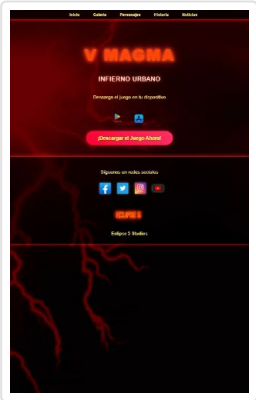 Inicio Galería Personajes Historia Noticias
V MAGMA
INFIERNO URBANO
Descarga el juego en tu dispositivo
¡Descargar el Juego Ahora!
Síguenos en redes sociales
Eclipse 5 Studios